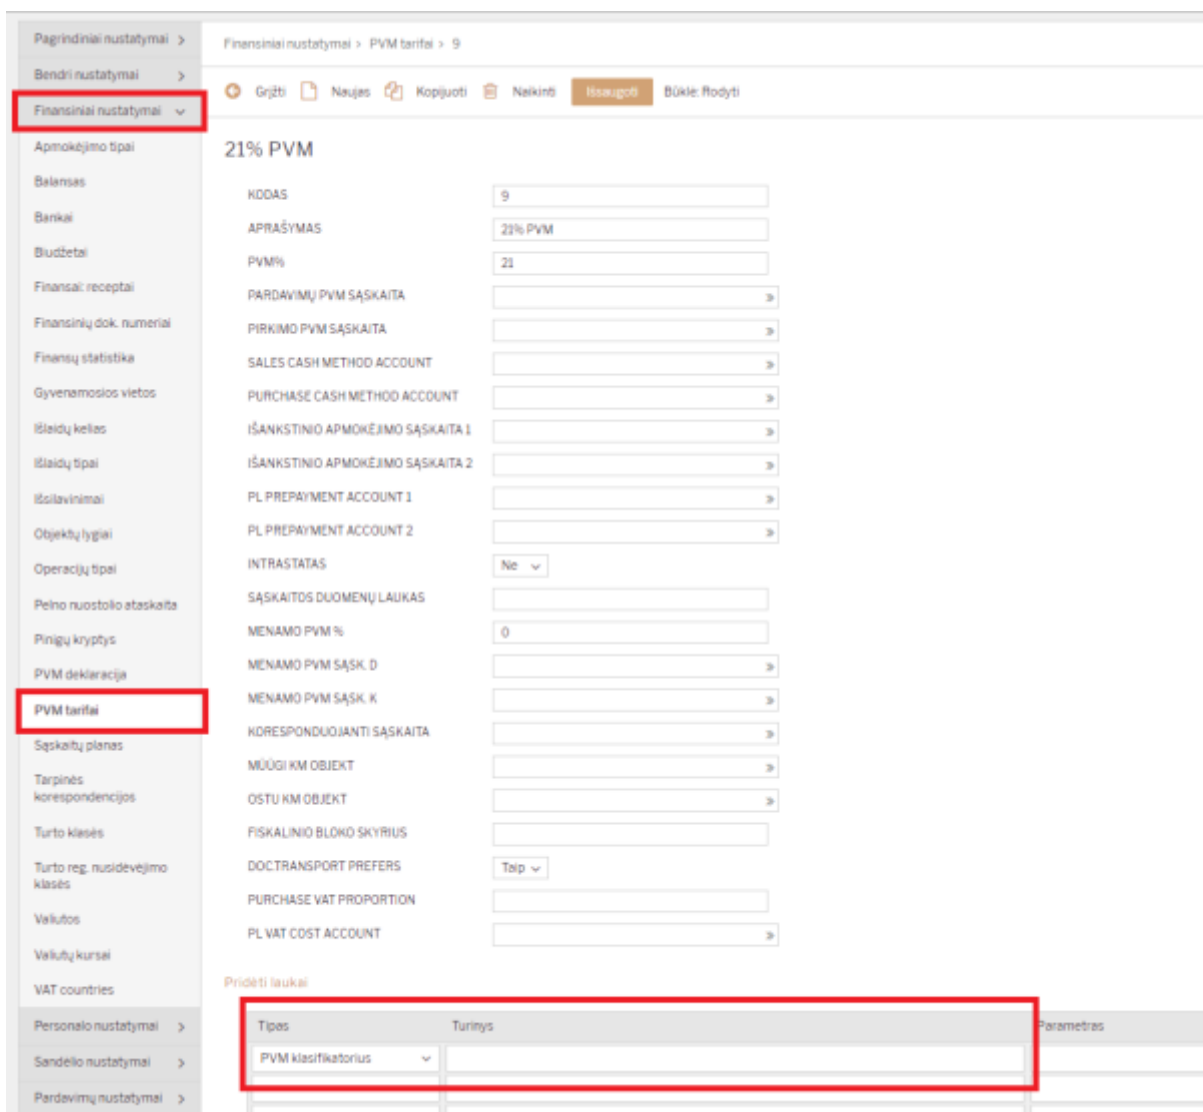 Pagrindiniai nustatymai >
Bendri nustatymai >
Finansiniai nustatymai
Apmokėjimo tipai
Balansas
Bankai
Biudžetai
Finansai: receptai
Finansinių dok. numeriai
Finansų statistika
Gyvenamosios vietos
Išlaidų kelias
Išlaidų tipai
Išsilavinimai
Objektų lygiai
Operacijų tipai
Pelno nuostolio ataskaita
Pinigų kryptys
PVM deklaracija
PVM tarifai
Sąskaitų planas
Tarpinės
korespondencijos
Turto klasės
Turto reg. nusidėvėjimo
klasės
Valiutos
Valiutų kursai
VAT countries
Personalo nustatymai >
Sandėlio nustatymai >
Pardavimų nustatymai >
Finansiniai nustatymai > PVM tarifai > 9
Grįžti Naujas Kopijuoti Naikinti Išsaugoti Būklė: Rodyti
21% PVM
KODAS 9
APRAŠYMAS 21% PVM
PVM% 21
PARDAVIMŲ PVM SĄSKAITA »
PIRKIMO PVM SĄSKAITA »
SALES CASH METHOD ACCOUNT »
PURCHASE CASH METHOD ACCOUNT »
IŠANKSTINIO APMOKĖJIMO SĄSKAITA 1 »
IŠANKSTINIO APMOKĖJIMO SĄSKAITA 2 »
PL PREPAYMENT ACCOUNT 1 »
PL PREPAYMENT ACCOUNT 2 »
INTRASTATAS Ne
SĄSKAITOS DUOMENŲ LAUKAS
MENAMO PVM % 0
MENAMO PVM SĄSK. D »
MENAMO PVM SĄSK. K »
KORESPONDUOJANTI SĄSKAITA »
MÜÜGI KM OBJEKT »
OSTU KM OBJEKT »
FISKALINIO BLOKO SKYRIUS
DOCTRANSPORT PREFERS Taip
PURCHASE VAT PROPORTION
PL VAT COST ACCOUNT »
Pridėti laukai
Tipas Turinys Parametras
PVM klasifikatorius